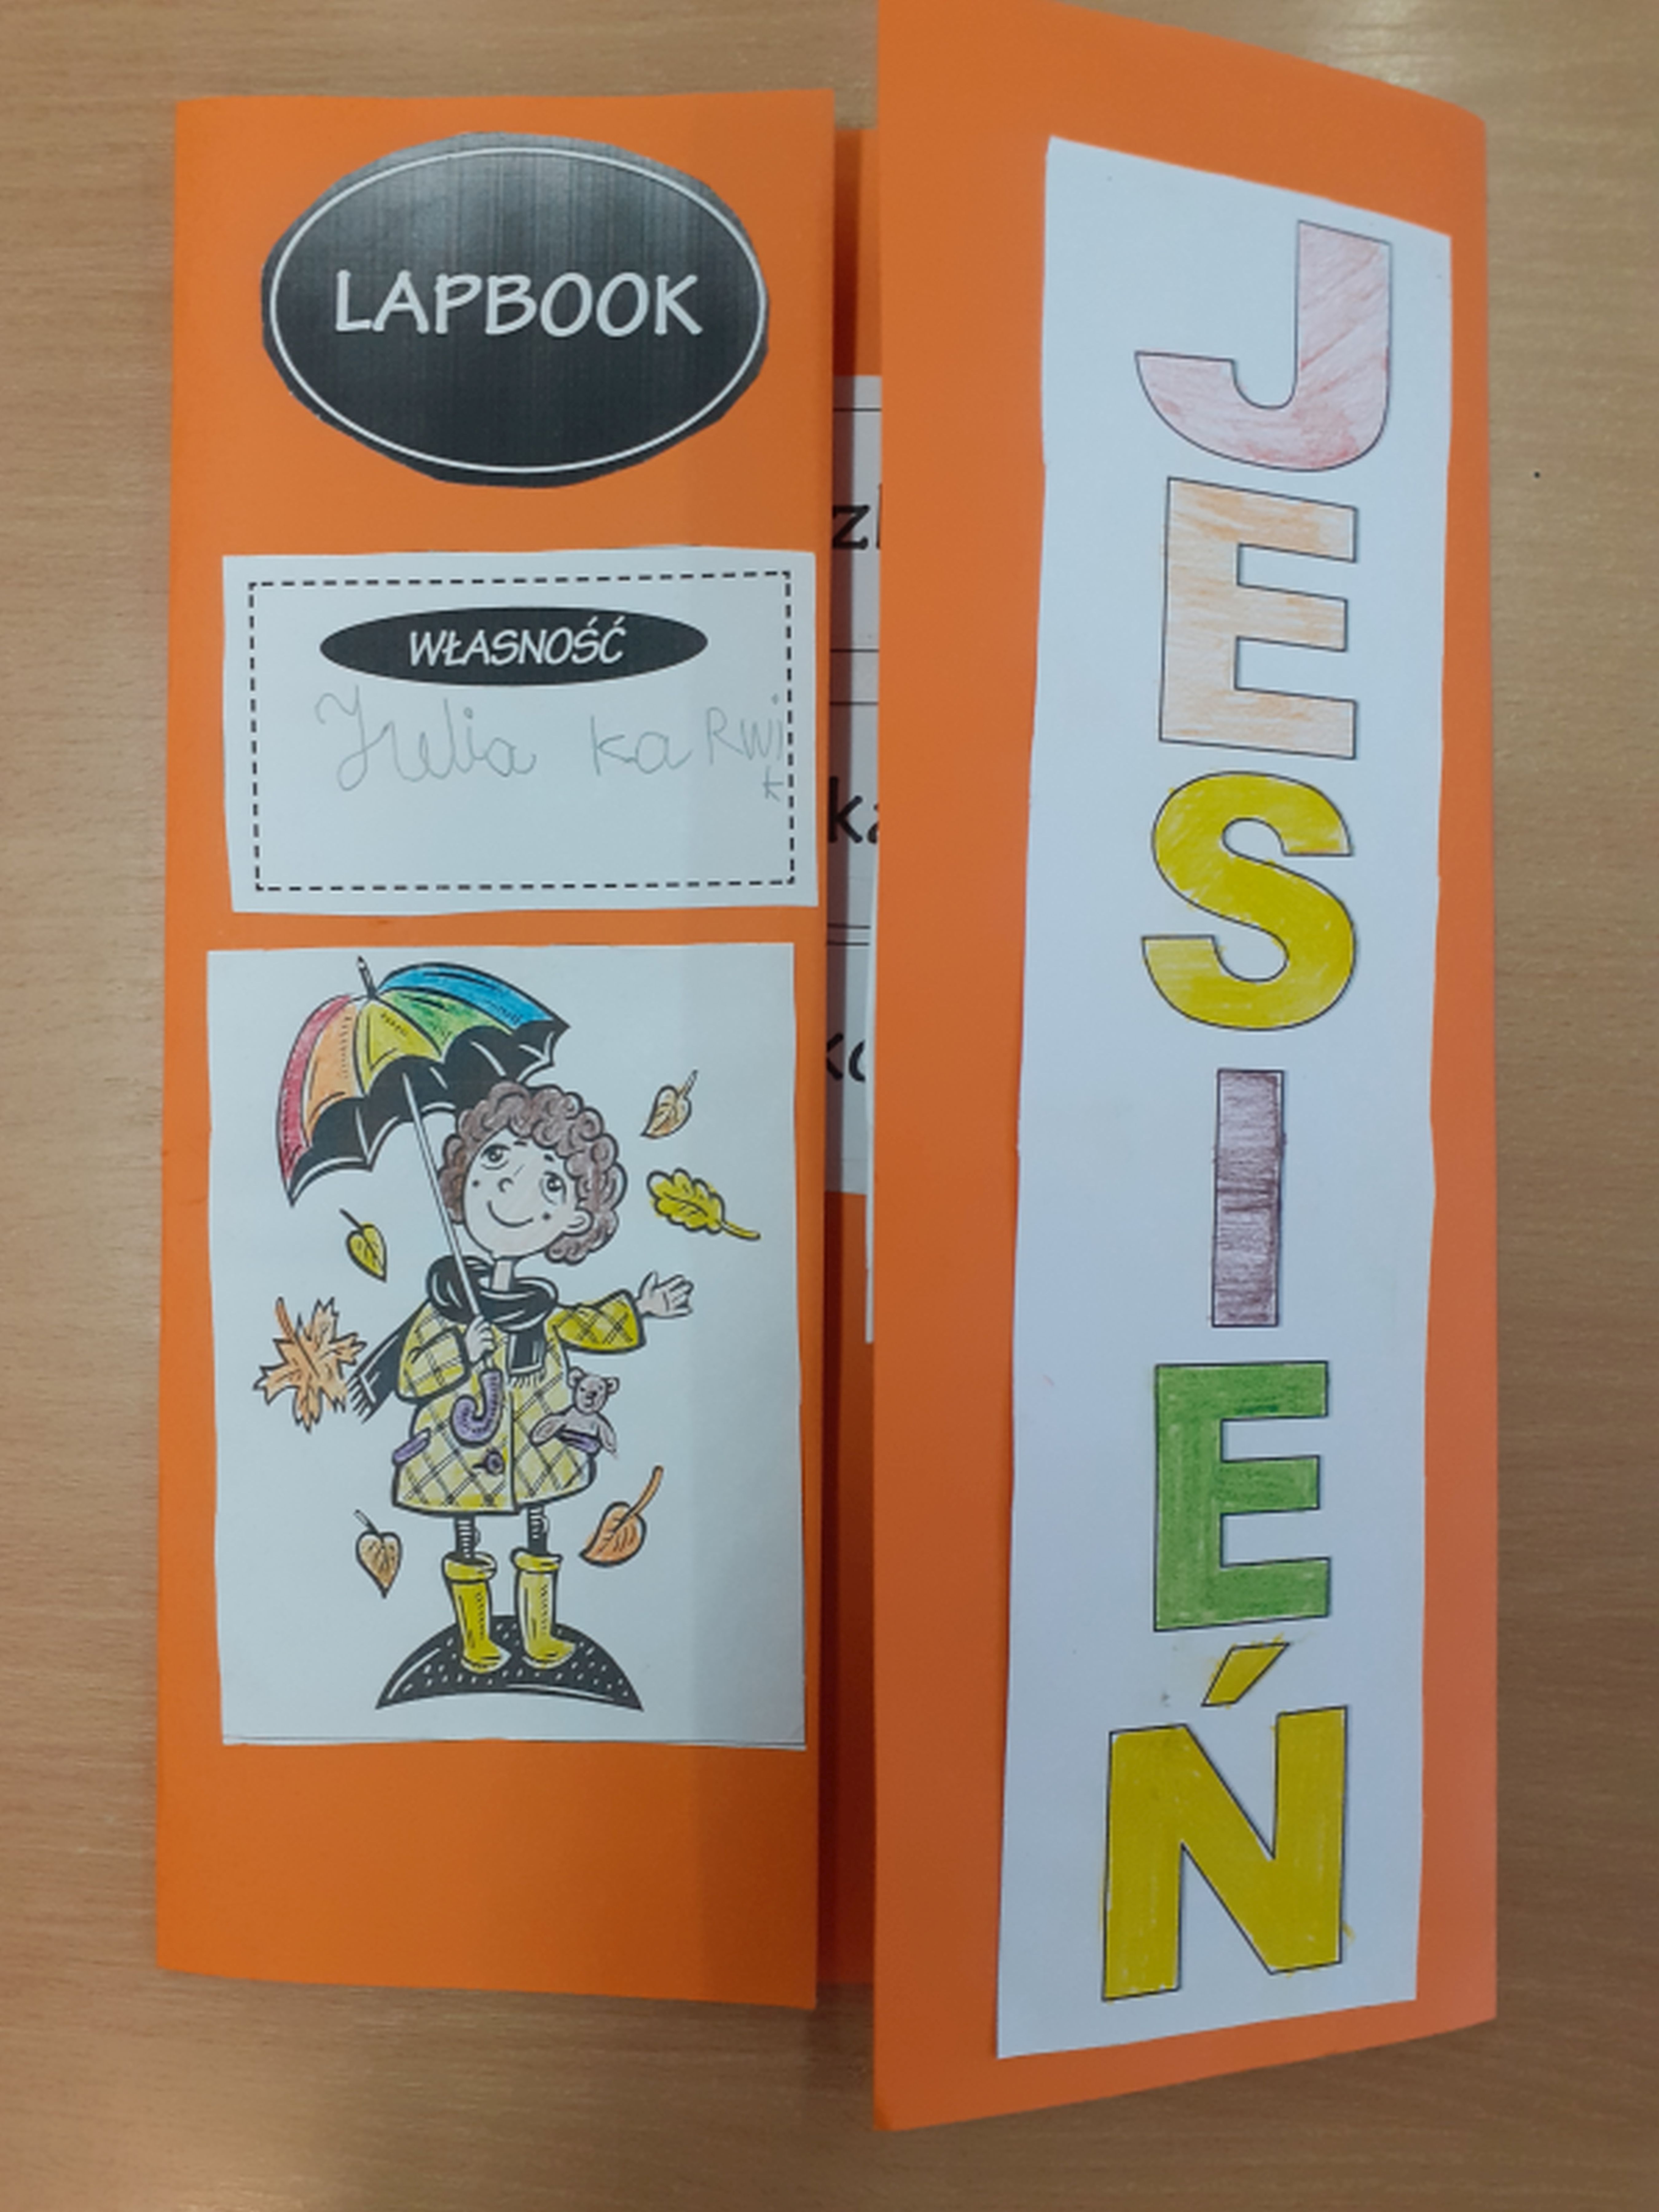 LAPBOOK
WŁASNOŚĆ
Julia kaRwi
k
JESIEŃ